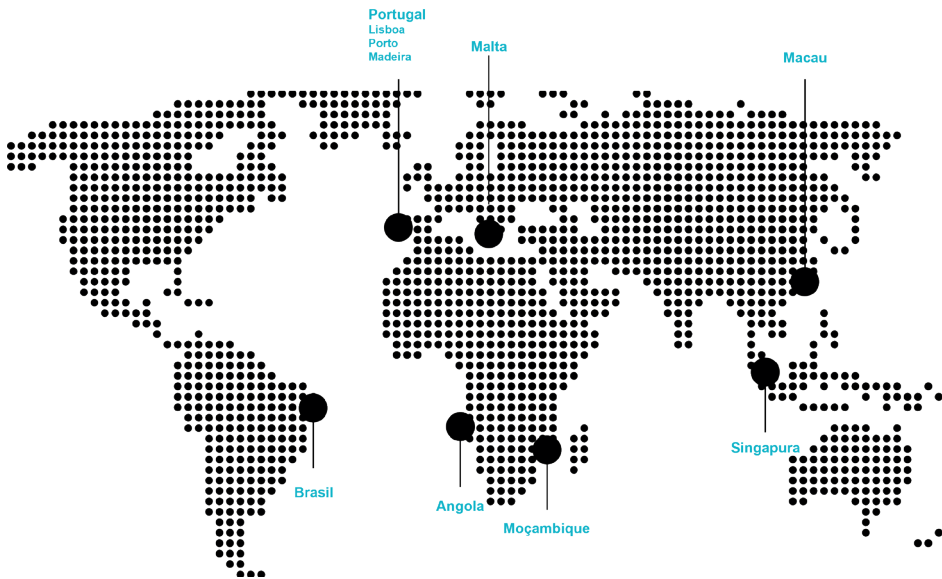 Portugal
Lisboa
Porto
Madeira
Malta
Macau
Brasil
Angola
Moçambique
Singapura